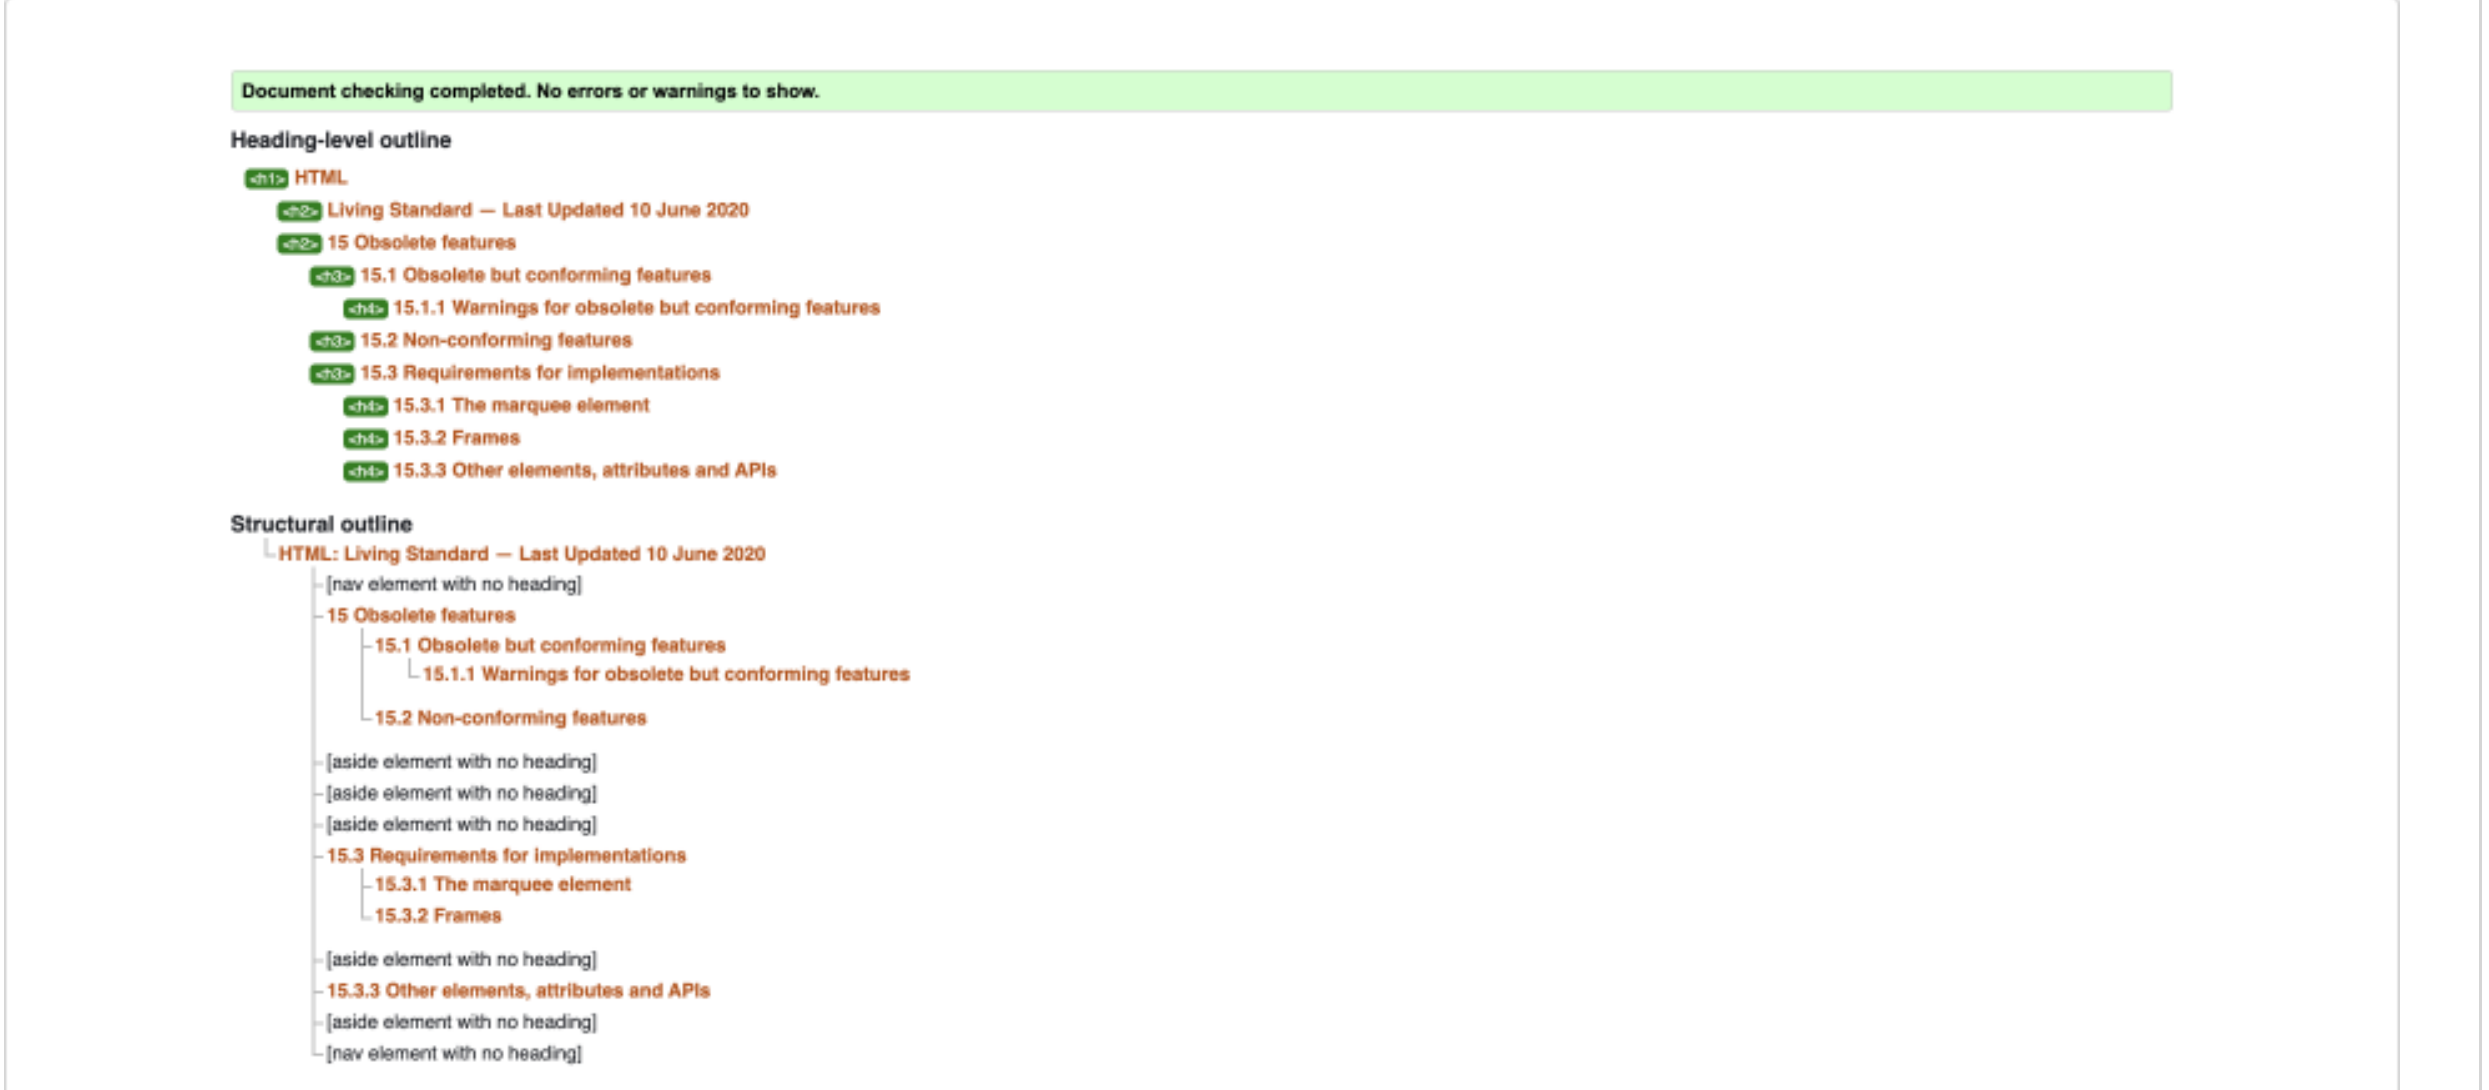 Document checking completed. No errors or warnings to show.
Heading-level outline
<h1> HTML
<h2> Living Standard — Last Updated 10 June 2020
<h2> 15 Obsolete features
<h3> 15.1 Obsolete but conforming features
<h4> 15.1.1 Warnings for obsolete but conforming features
<h3> 15.2 Non-conforming features
<h3> 15.3 Requirements for implementations
<h4> 15.3.1 The marquee element
<h4> 15.3.2 Frames
<h4> 15.3.3 Other elements, attributes and APIs
Structural outline
HTML: Living Standard — Last Updated 10 June 2020
[nav element with no heading]
15 Obsolete features
15.1 Obsolete but conforming features
15.1.1 Warnings for obsolete but conforming features
15.2 Non-conforming features
[aside element with no heading]
[aside element with no heading]
[aside element with no heading]
15.3 Requirements for implementations
15.3.1 The marquee element
15.3.2 Frames
[aside element with no heading]
15.3.3 Other elements, attributes and APIs
[aside element with no heading]
[nav element with no heading]